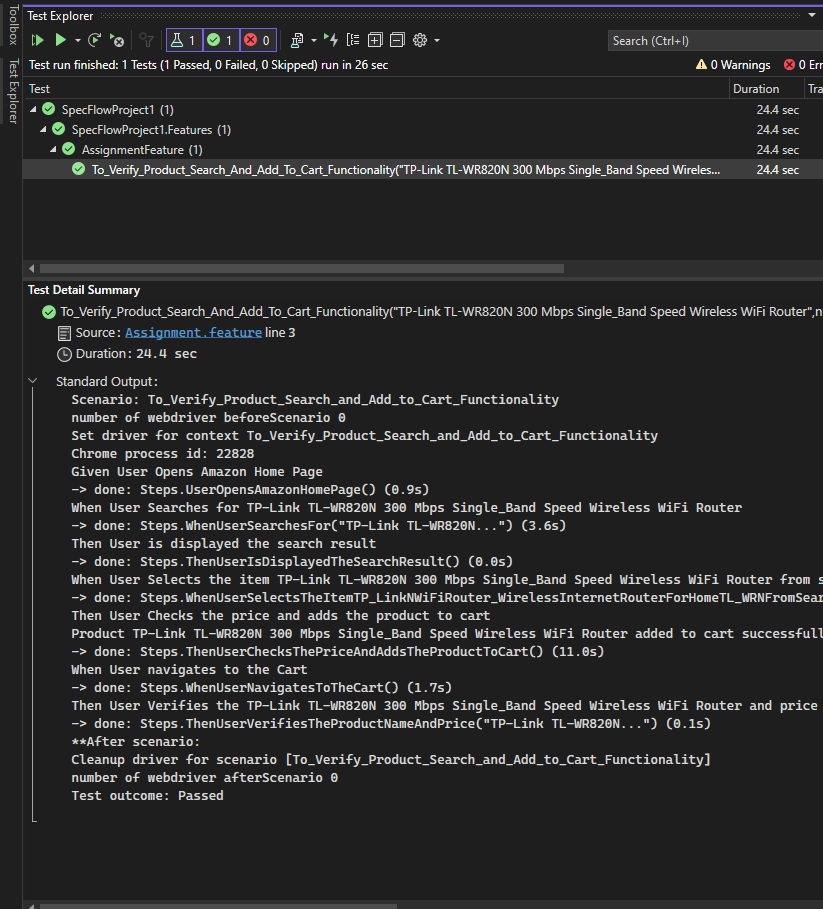 Toolbox
Test Explorer
Test Explorer
1 1 0
Search (Ctrl+I)
Test run finished: 1 Tests (1 Passed, 0 Failed, 0 Skipped) run in 26 sec
0 Warnings
0 Err
Test
Duration
Tra
SpecFlowProject1 (1)
24.4 sec
SpecFlowProject1.Features (1)
24.4 sec
AssignmentFeature (1)
24.4 sec
To_Verify_Product_Search_And_Add_To_Cart_Functionality("TP-Link TL-WR820N 300 Mbps Single_Band Speed Wireles...
24.4 sec
Test Detail Summary
To_Verify_Product_Search_And_Add_To_Cart_Functionality("TP-Link TL-WR820N 300 Mbps Single_Band Speed Wireless WiFi Router",n
Source: Assignment.feature line 3
Duration: 24.4 sec
Standard Output:
Scenario: To_Verify_Product_Search_and_Add_to_Cart_Functionality
number of webdriver beforeScenario 0
Set driver for context To_Verify_Product_Search_and_Add_to_Cart_Functionality
Chrome process id: 22828
Given User Opens Amazon Home Page
-> done: Steps.UserOpensAmazonHomePage() (0.9s)
When User Searches for TP-Link TL-WR820N 300 Mbps Single_Band Speed Wireless WiFi Router
-> done: Steps.WhenUserSearchesFor("TP-Link TL-WR820N...") (3.6s)
Then User is displayed the search result
-> done: Steps.ThenUserIsDisplayedTheSearchResult() (0.0s)
When User Selects the item TP-Link TL-WR820N 300 Mbps Single_Band Speed Wireless WiFi Router from s
-> done: Steps.WhenUserSelectsTheItemTP_LinkNWiFiRouter_WirelessInternetRouterForHomeTL_WRNFromSear
Then User Checks the price and adds the product to cart
Product TP-Link TL-WR820N 300 Mbps Single_Band Speed Wireless WiFi Router added to cart successfull
-> done: Steps.ThenUserChecksThePriceAndAddsTheProductToCart() (11.0s)
When User navigates to the Cart
-> done: Steps.WhenUserNavigatesToTheCart() (1.7s)
Then User Verifies the TP-Link TL-WR820N 300 Mbps Single_Band Speed Wireless WiFi Router and price
-> done: Steps.ThenUserVerifiesTheProductNameAndPrice("TP-Link TL-WR820N...") (0.1s)
**After scenario:
Cleanup driver for scenario [To_Verify_Product_Search_and_Add_to_Cart_Functionality]
number of webdriver afterScenario 0
Test outcome: Passed